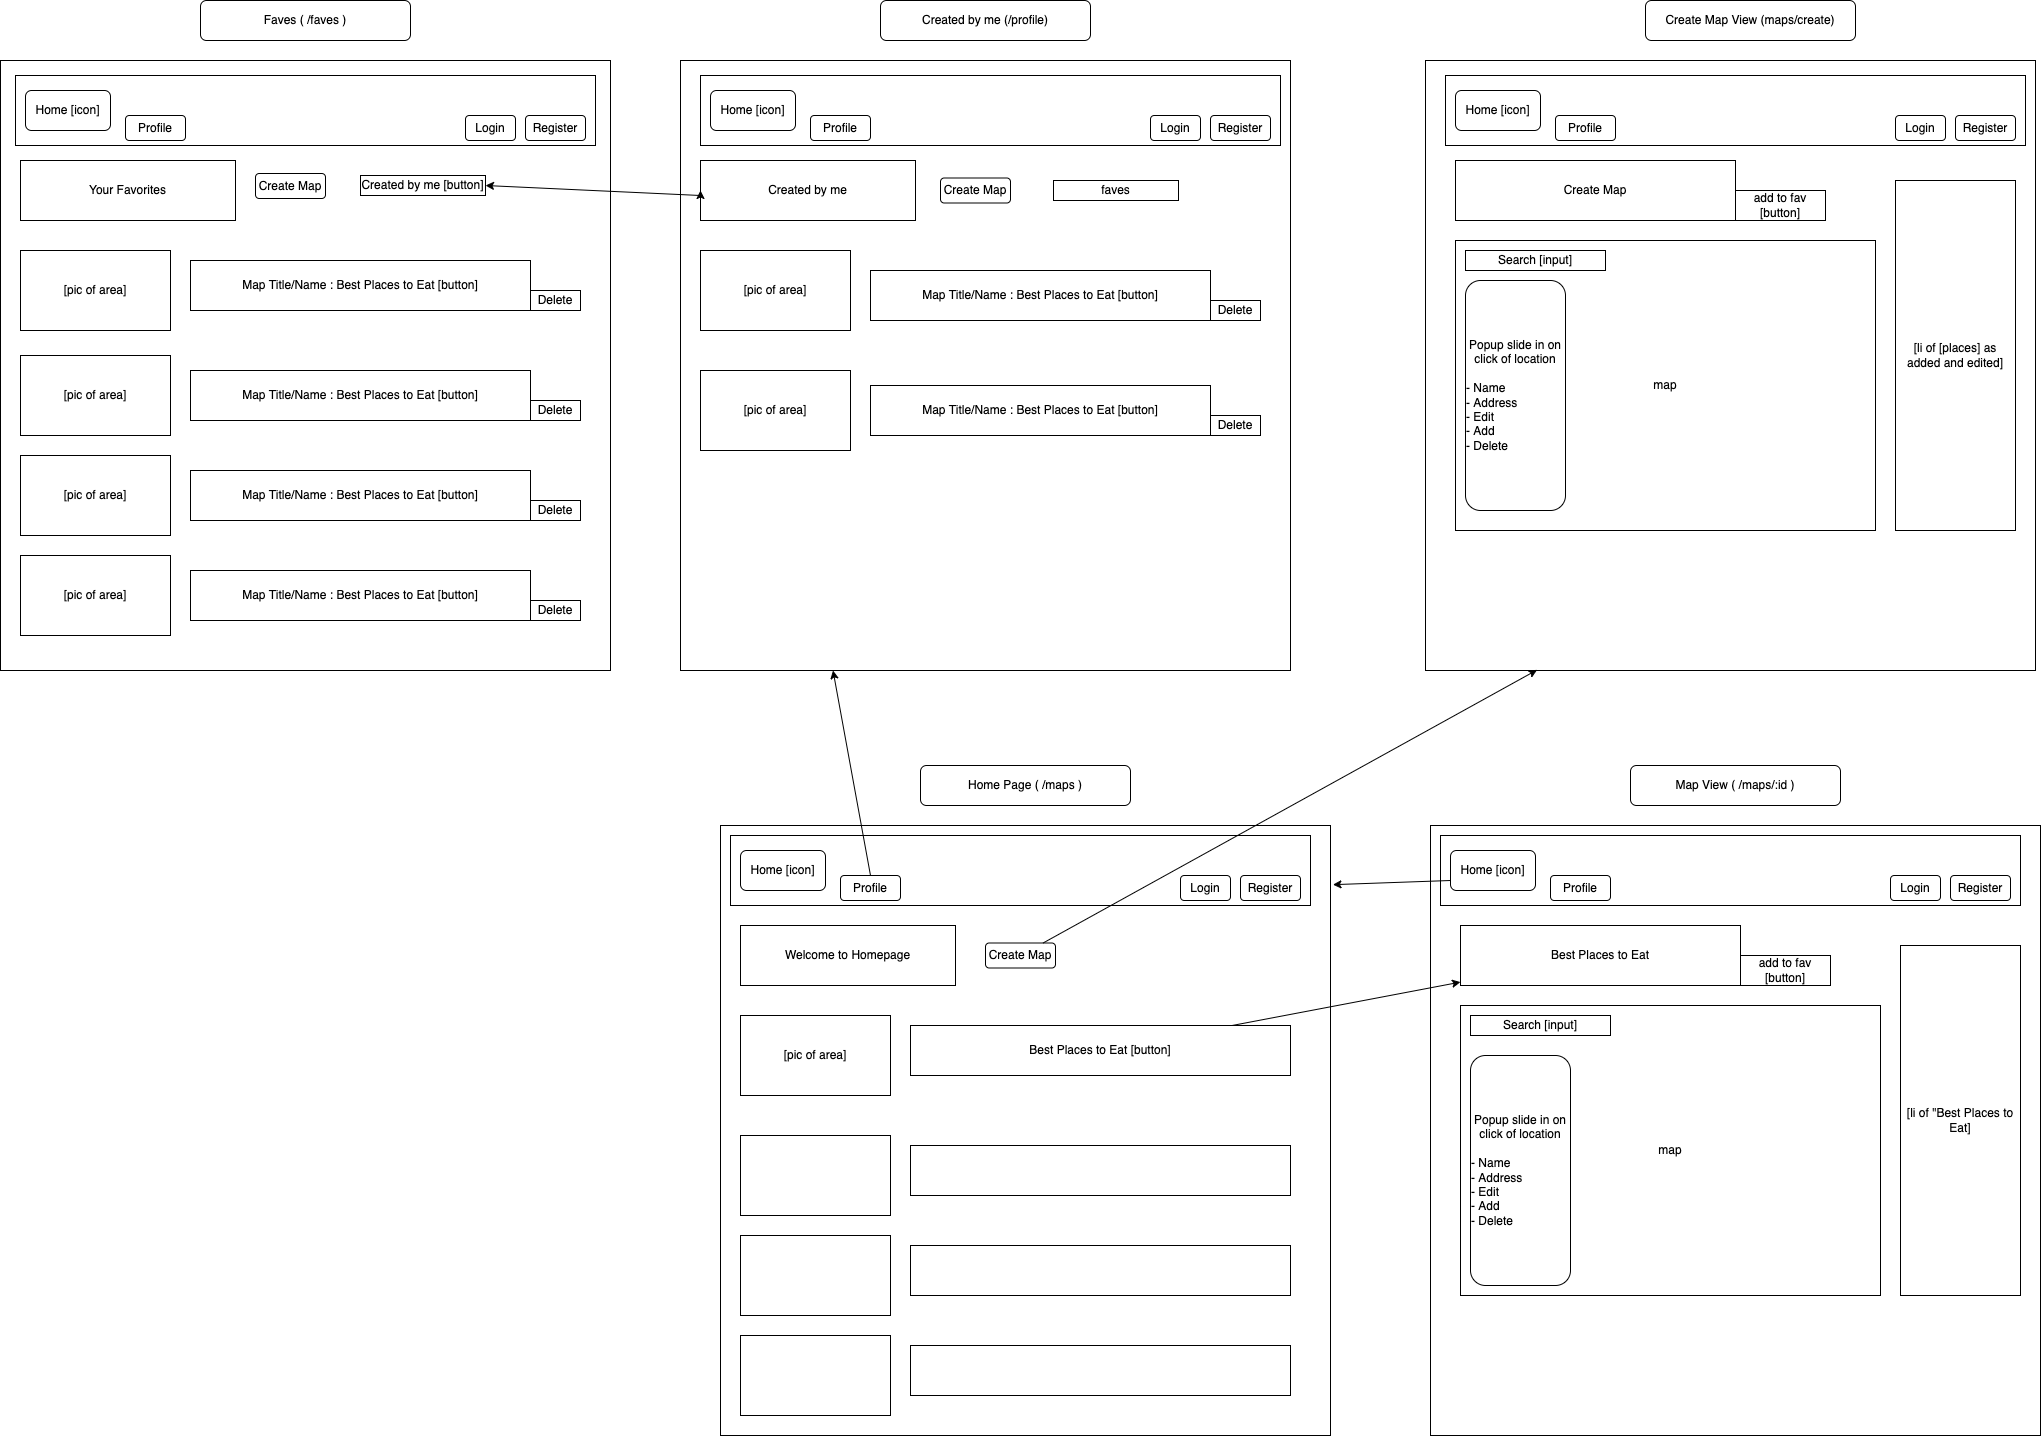 Faves ( /faves )
Home [icon]
Profile
Login
Register
Your Favorites
Create Map
Created by me [button]
[pic of area]
Map Title/Name : Best Places to Eat [button]
Delete
[pic of area]
Map Title/Name : Best Places to Eat [button]
Delete
[pic of area]
Map Title/Name : Best Places to Eat [button]
Delete
[pic of area]
Map Title/Name : Best Places to Eat [button]
Delete
Created by me (/profile)
Home [icon]
Profile
Login
Register
Created by me
Create Map
faves
[pic of area]
Map Title/Name : Best Places to Eat [button]
Delete
[pic of area]
Map Title/Name : Best Places to Eat [button]
Delete
Create Map View (maps/create)
Home [icon]
Profile
Login
Register
Create Map
add to fav
[button]
Search [input]
Popup slide in on
click of location
- Name
- Address
- Edit
- Add
- Delete
map
[li of [places] as
added and edited]
Home Page ( /maps )
Home [icon]
Profile
Login
Register
Welcome to Homepage
Create Map
[pic of area]
Best Places to Eat [button]
Map View ( /maps/:id )
Home [icon]
Profile
Login
Register
Best Places to Eat
add to fav
[button]
Search [input]
Popup slide in on
click of location
- Name
- Address
- Edit
- Add
- Delete
map
[li of "Best Places to
Eat]